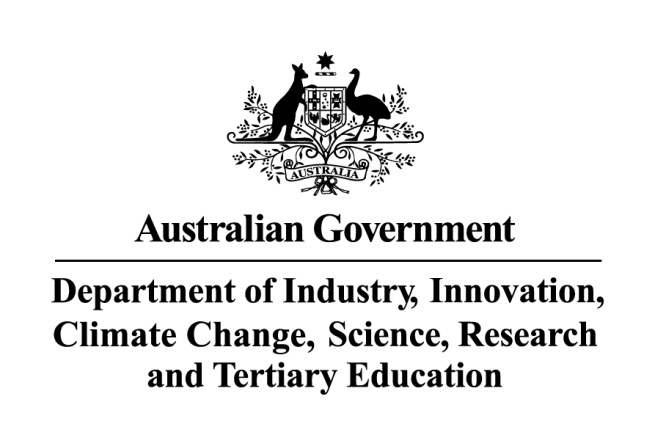 AUSTRALIA
Australian Government
Department of Industry, Innovation,
Climate Change, Science, Research
and Tertiary Education